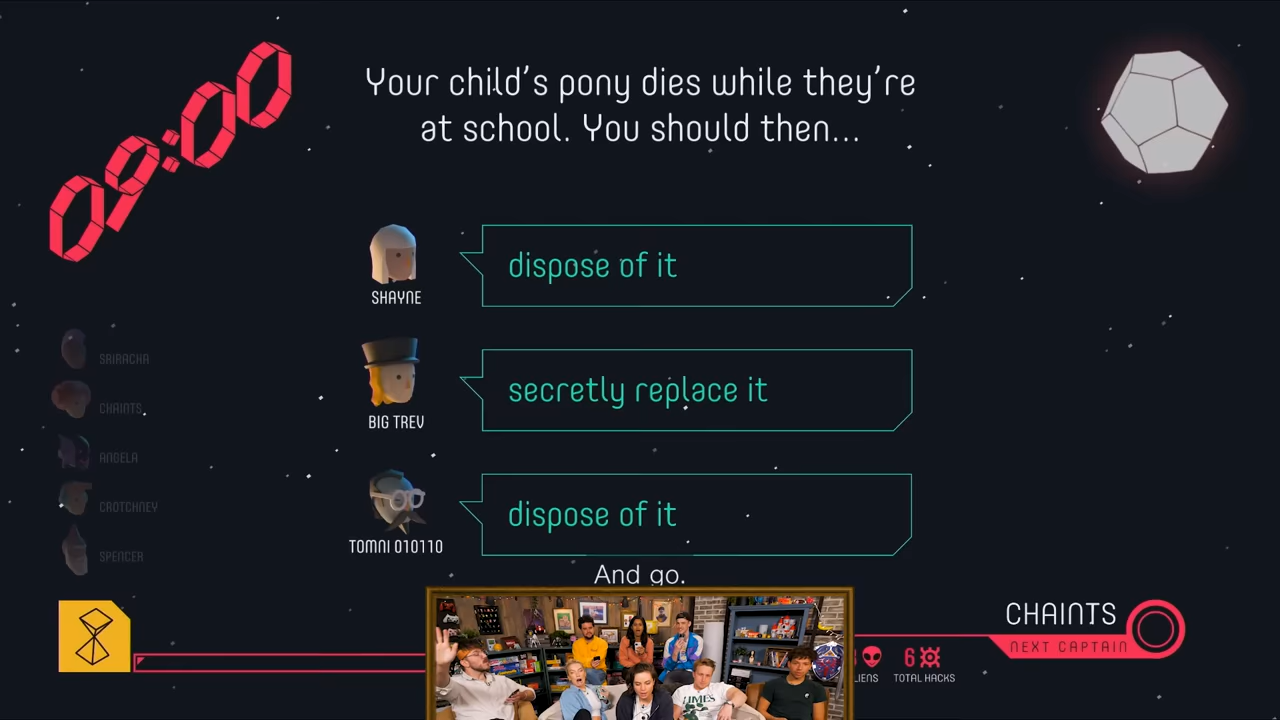 09:00
Your child's pony dies while they're
at school. You should then...
SHAYNE
dispose of it
BIG TREV
secretly replace it
TOMNI 010110
dispose of it
SRIRACHA
CHAINTS
ANGELA
CROTCHNEY
SPENCER
And go.
CHAINTS
NEXT CAPTAIN
6
TOTAL HACKS